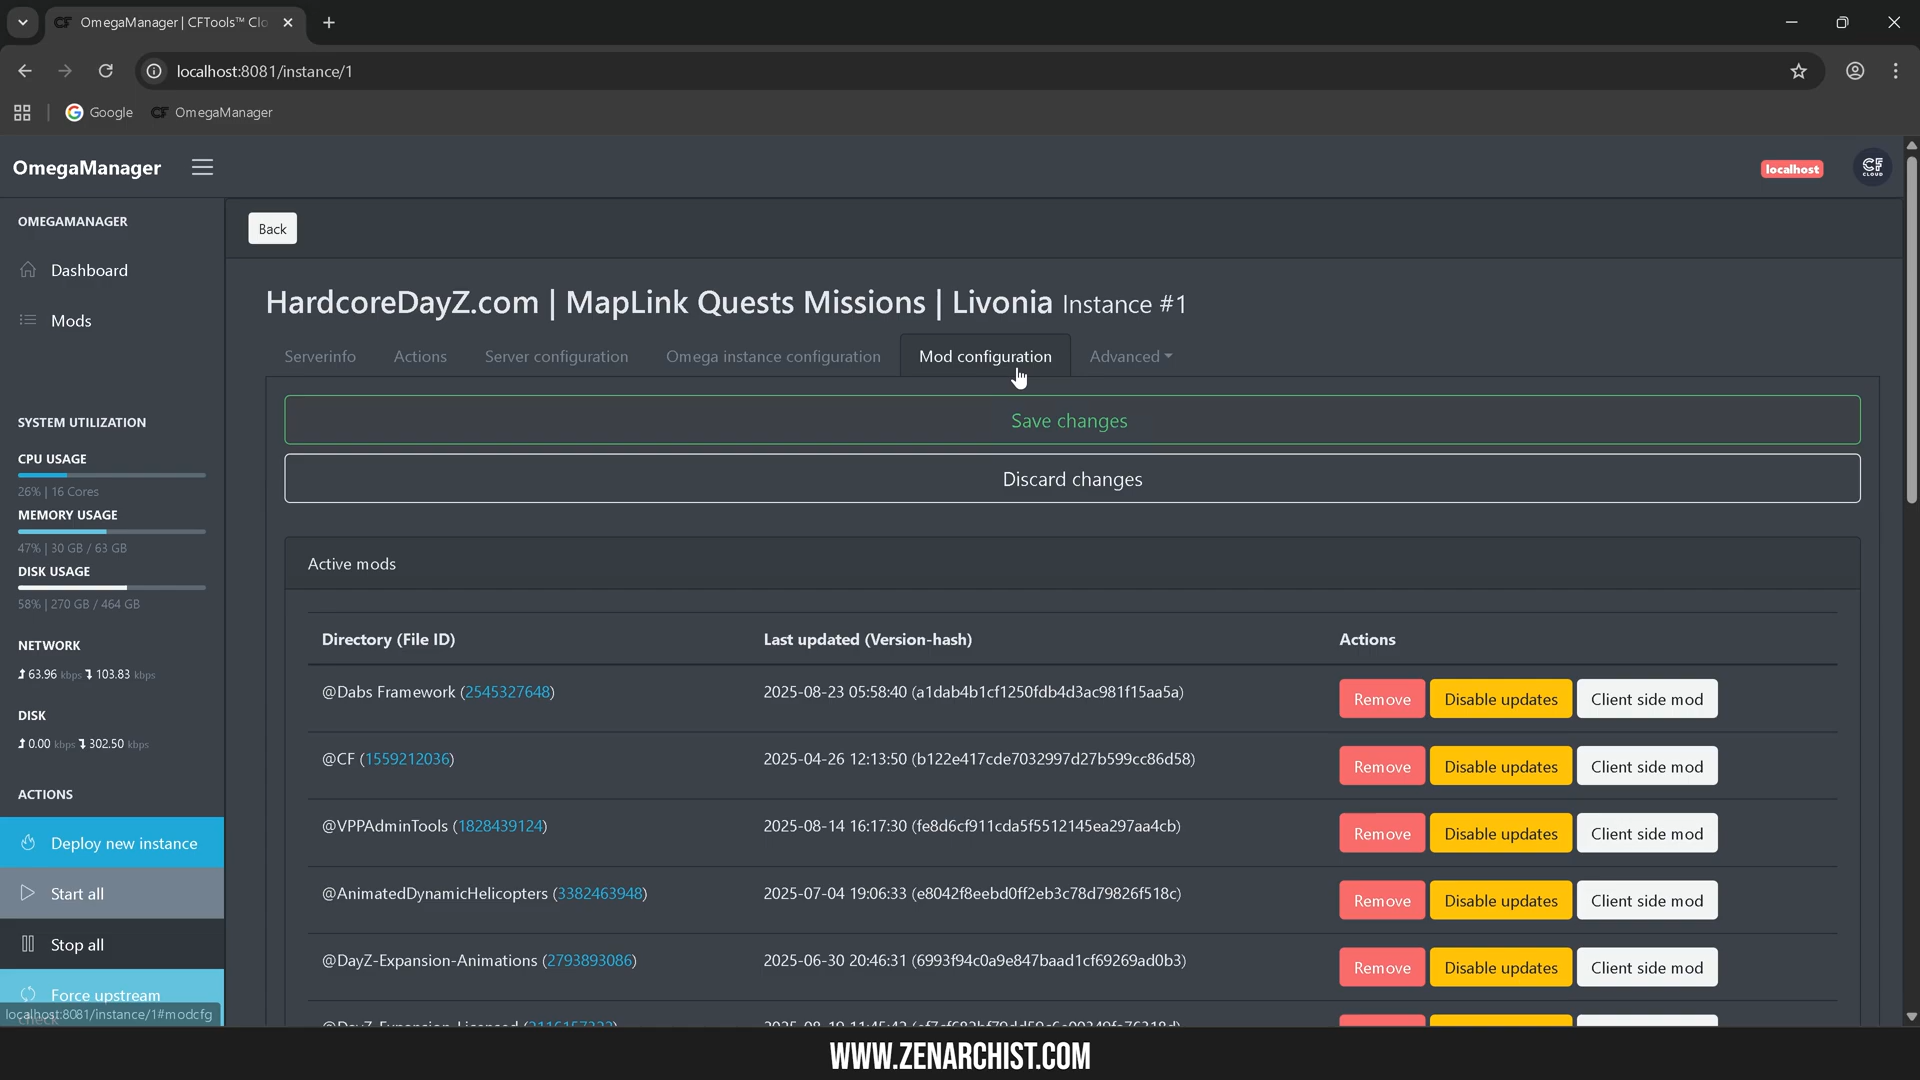 OmegaManager | CFTools™ Clo
localhost:8081/instance/1
Google
OmegaManager
OmegaManager
localhost
CF
CLOUD
OMEGAMANAGER
Dashboard
Mods
SYSTEM UTILIZATION
CPU USAGE
26% | 16 Cores
MEMORY USAGE
47% | 30 GB / 63 GB
DISK USAGE
58% | 270 GB / 464 GB
NETWORK
63.96 kbps 103.83 kbps
DISK
0.00 kbps 302.50 kbps
ACTIONS
Deploy new instance
Start all
Stop all
Force upstream
check
localhost:8081/instance/1#modcfg
Back
HardcoreDayZ.com | MapLink Quests Missions | Livonia Instance #1
Serverinfo Actions Server configuration Omega instance configuration Mod configuration Advanced
Save changes
Discard changes
Active mods
Directory (File ID) Last updated (Version-hash) Actions
@Dabs Framework (2545327648) 2025-08-23 05:58:40 (a1dab4b1cf1250fdb4d3ac981f15aa5a) Remove Disable updates Client side mod
@CF (1559212036) 2025-04-26 12:13:50 (b122e417cde7032997d27b599cc86d58) Remove Disable updates Client side mod
@VPPAdminTools (1828439124) 2025-08-14 16:17:30 (fe8d6cf911cda5f5512145ea297aa4cb) Remove Disable updates Client side mod
@AnimatedDynamicHelicopters (3382463948) 2025-07-04 19:06:33 (e8042f8eebd0ff2eb3c78d79826f518c) Remove Disable updates Client side mod
@DayZ-Expansion-Animations (2793893086) 2025-06-30 20:46:31 (6993f94c0a9e847baad1cf69269ad0b3) Remove Disable updates Client side mod
@DayZ-Expansion-Licensed
WWW.ZENARCHIST.COM